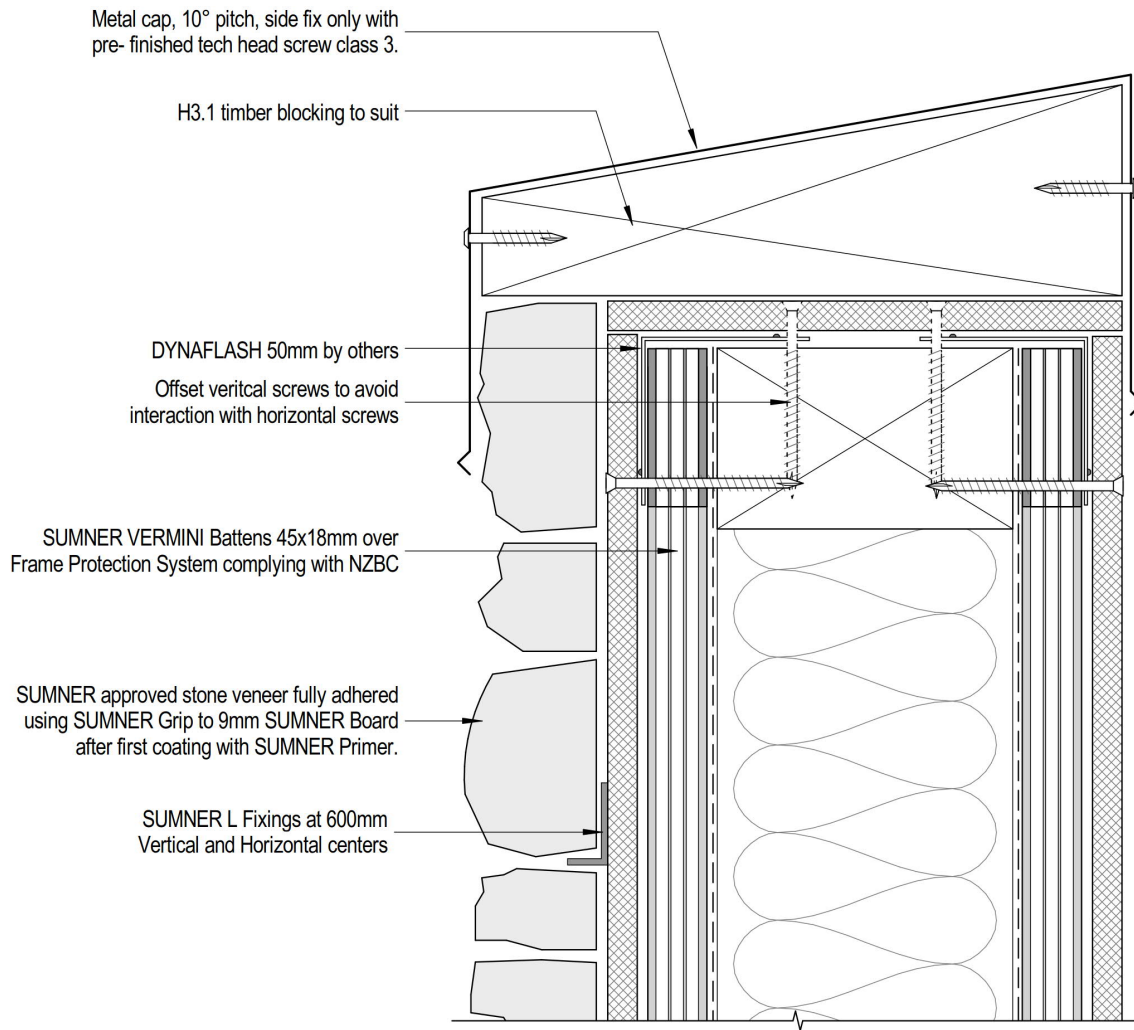 Metal cap, 10° pitch, side fix only with
pre- finished tech head screw class 3.
H3.1 timber blocking to suit
DYNAFLASH 50mm by others
Offset veritcal screws to avoid
interaction with horizontal screws
SUMNER VERMINI Battens 45x18mm over
Frame Protection System complying with NZBC
SUMNER approved stone veneer fully adhered
using SUMNER Grip to 9mm SUMNER Board
after first coating with SUMNER Primer.
SUMNER L Fixings at 600mm
Vertical and Horizontal centers